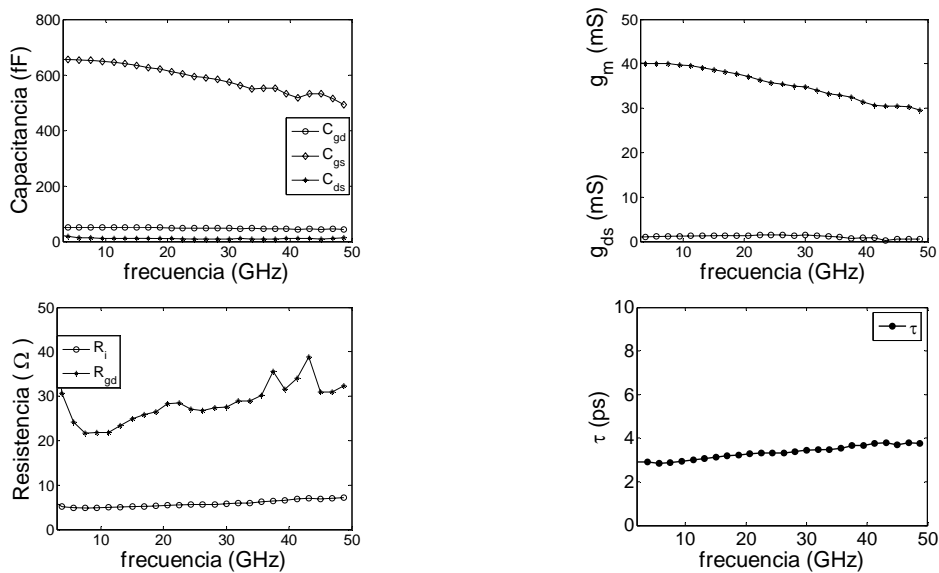 800
600
400
200
0
Capacitancia (fF)
C_gd
C_gs
C_ds
10 20 30 40 50
frecuencia (GHz)
50
40
30
20
10
0
g_ds (mS) g_m (mS)
0 10 20 30 40 50
frecuencia (GHz)
50
40
30
20
10
0
Resistencia ( Ω)
R_i
R_gd
10 20 30 40 50
frecuencia (GHz)
10
8
6
4
2
0
τ (ps)
τ
10 20 30 40 50
frecuencia (GHz)